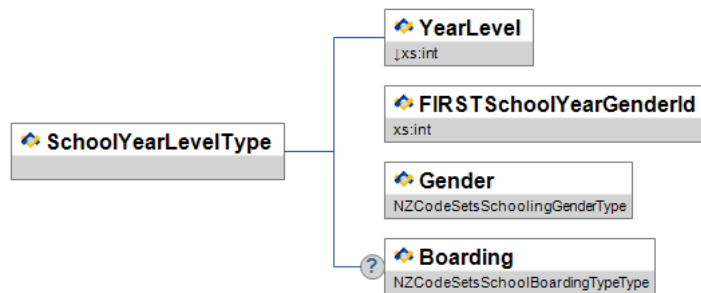 YearLevel
↓xs:int
FIRSTSchoolYearGenderId
xs:int
SchoolYearLevelType
Gender
NZCodeSetsSchoolingGenderType
?
Boarding
NZCodeSetsSchoolBoardingTypeType